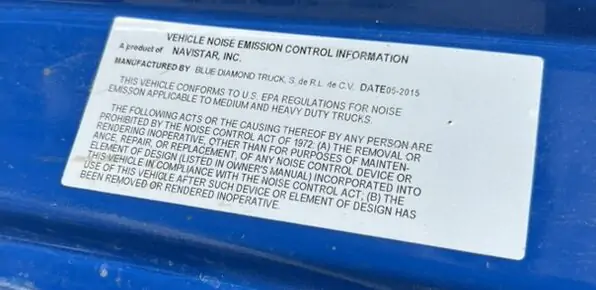 VEHICLE NOISE EMISSION CONTROL INFORMATION
A product of NAVISTAR, INC.
MANUFACTURED BY BLUE DIAMOND TRUCK, S. de R.L. de C.V. DATE05-2015
THIS VEHICLE CONFORMS TO U.S. EPA REGULATIONS FOR NOISE
EMISSON APPLICABLE TO MEDIUM AND HEAVY DUTY TRUCKS.
THE FOLLOWING ACTS OR THE CAUSING THEREOF BY ANY PERSON ARE
PROHIBITED BY THE NOISE CONTROL ACT OF 1972. (A) THE REMOVAL OR
RENDERING INOPERATIVE, OTHER THAN FOR PURPOSES OF MAINTEN-
ANCE, REPAIR, OR REPLACEMENT, OF ANY NOISE CONTROL DEVICE OR
ELEMENT OF DESIGN (LISTED IN OWNER'S MANUAL) INCORPORATED INTO
THIS VEHICLE IN COMPLIANCE WITH THE NOISE CONTROL ACT, (B) THE
USE OF THIS VEHICLE AFTER SUCH DEVICE OR ELEMENT OF DESIGN HAS
BEEN REMOVED OR RENDERED INOPERATIVE.